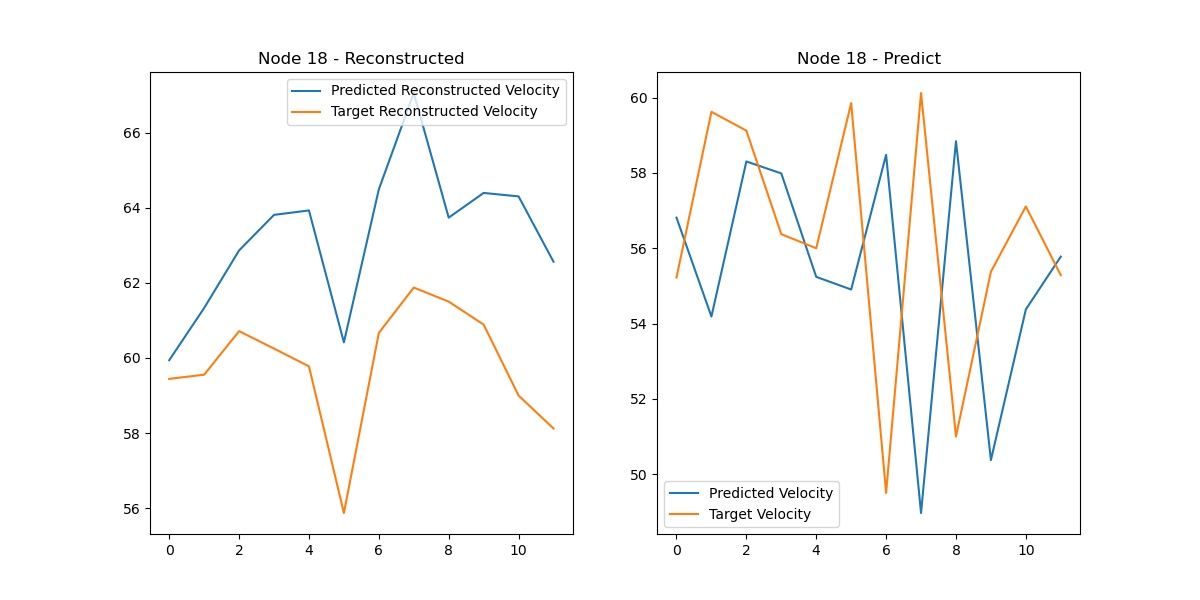 Node 18 - Reconstructed
Predicted Reconstructed Velocity
Target Reconstructed Velocity
66
64
62
60
58
56
0 2 4 6 8 10
Node 18 - Predict
60
58
56
54
52
50
Predicted Velocity
Target Velocity
0 2 4 6 8 10